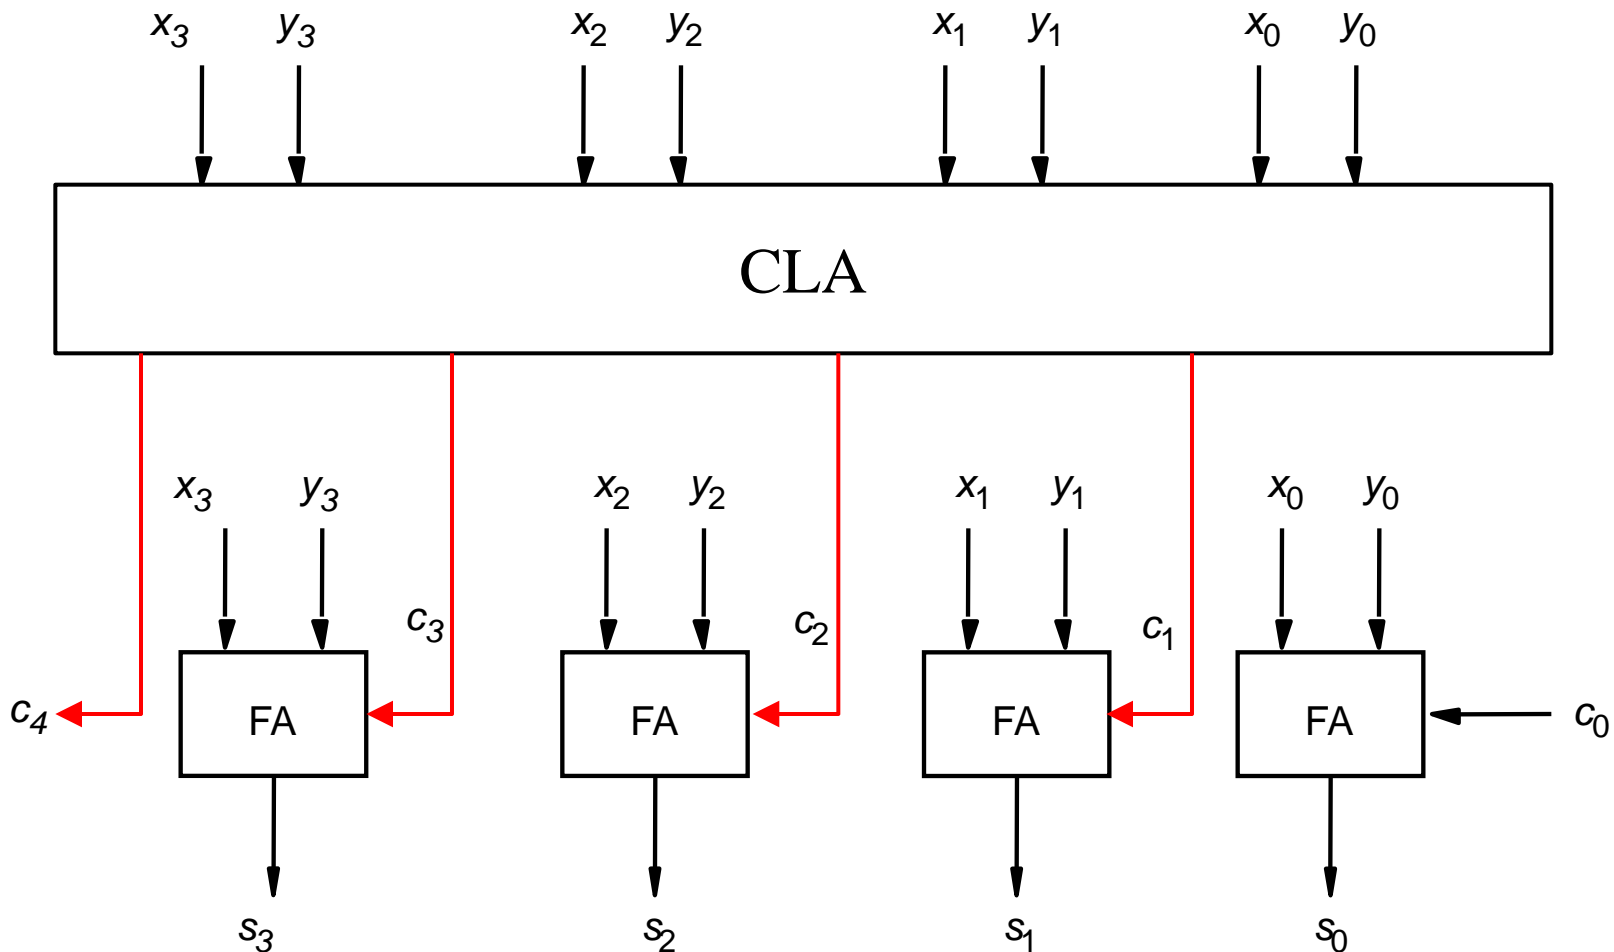 x3 y3 x2 y2 x1 y1 x0 y0
CLA
x3 y3 x2 y2 x1 y1 x0 y0
c3 c2 c1
c4 FA FA FA FA c0
s3 s2 s1 s0